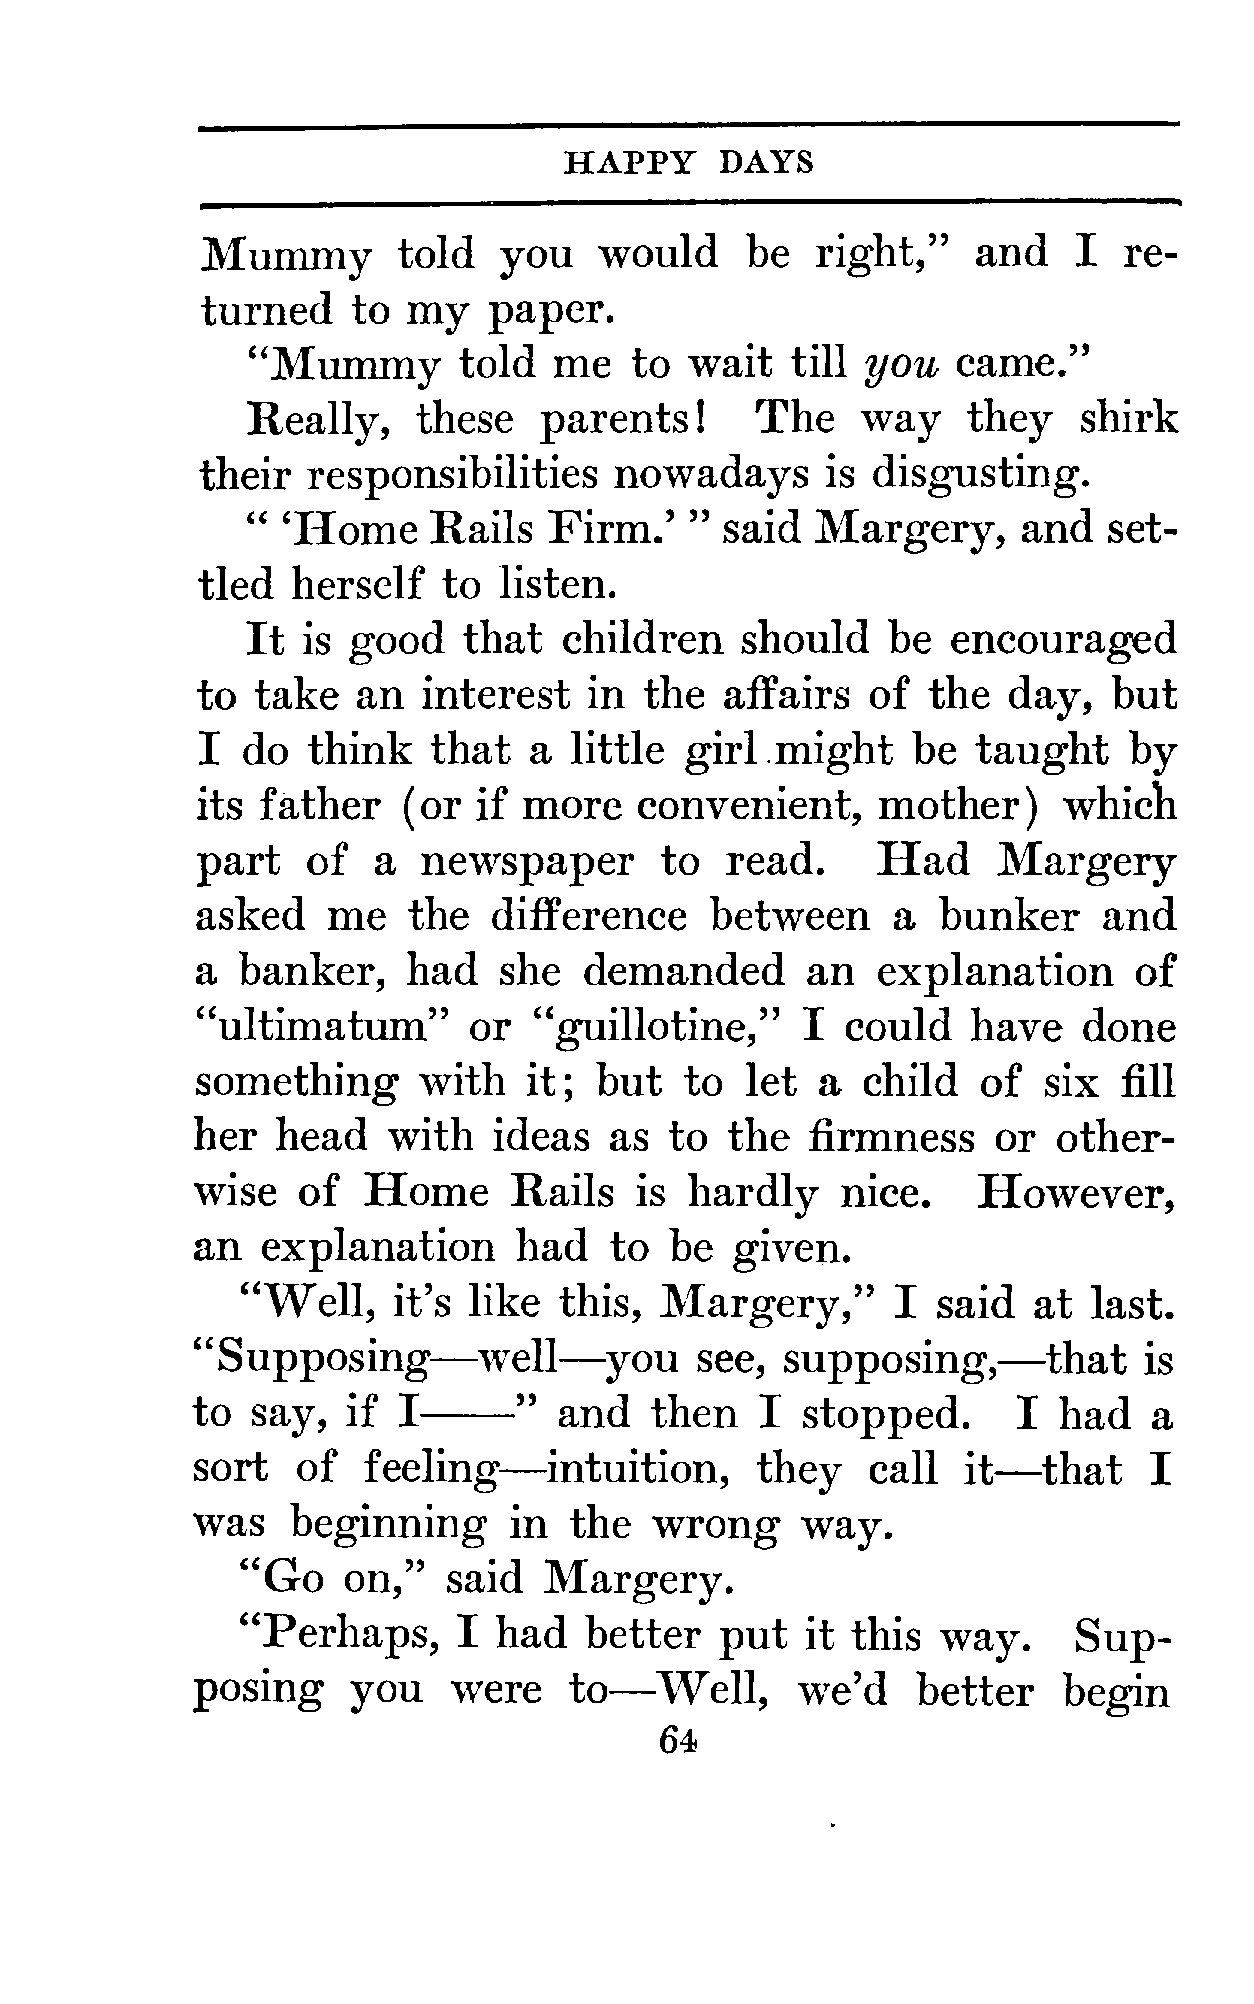 HAPPY DAYS
Mummy told you would be right," and I re-
turned to my paper.
"Mummy told me to wait till you came."
Really, these parents! The way they shirk
their responsibilities nowadays is disgusting.
" 'Home Rails Firm.' " said Margery, and set-
tled herself to listen.
It is good that children should be encouraged
to take an interest in the affairs of the day, but
I do think that a little girl might be taught by
its father (or if more convenient, mother) which
part of a newspaper to read. Had Margery
asked me the difference between a bunker and
a banker, had she demanded an explanation of
"ultimatum" or "guillotine," I could have done
something with it; but to let a child of six fill
her head with ideas as to the firmness or other-
wise of Home Rails is hardly nice. However,
an explanation had to be given.
"Well, it's like this, Margery," I said at last.
"Supposing—well—you see, supposing,—that is
to say, if I——" and then I stopped. I had a
sort of feeling—intuition, they call it—that I
was beginning in the wrong way.
"Go on," said Margery.
"Perhaps, I had better put it this way. Sup-
posing you were to—Well, we'd better begin
64